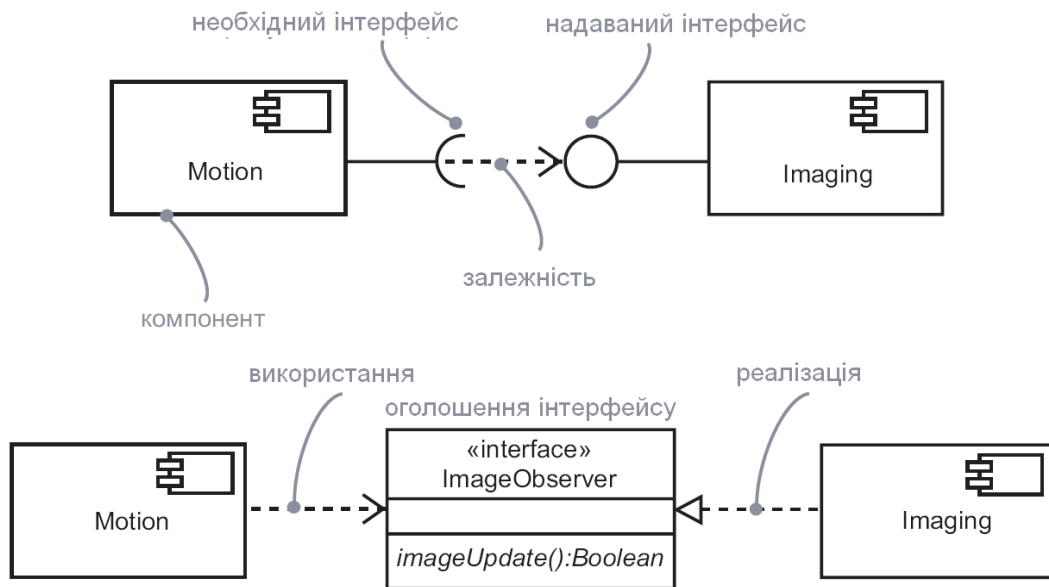 необхідний інтерфейс
надаваний інтерфейс
Motion
Imaging
залежність
компонент
використання
реалізація
оголошення інтерфейсу
«interface»
ImageObserver
Motion
Imaging
imageUpdate():Boolean